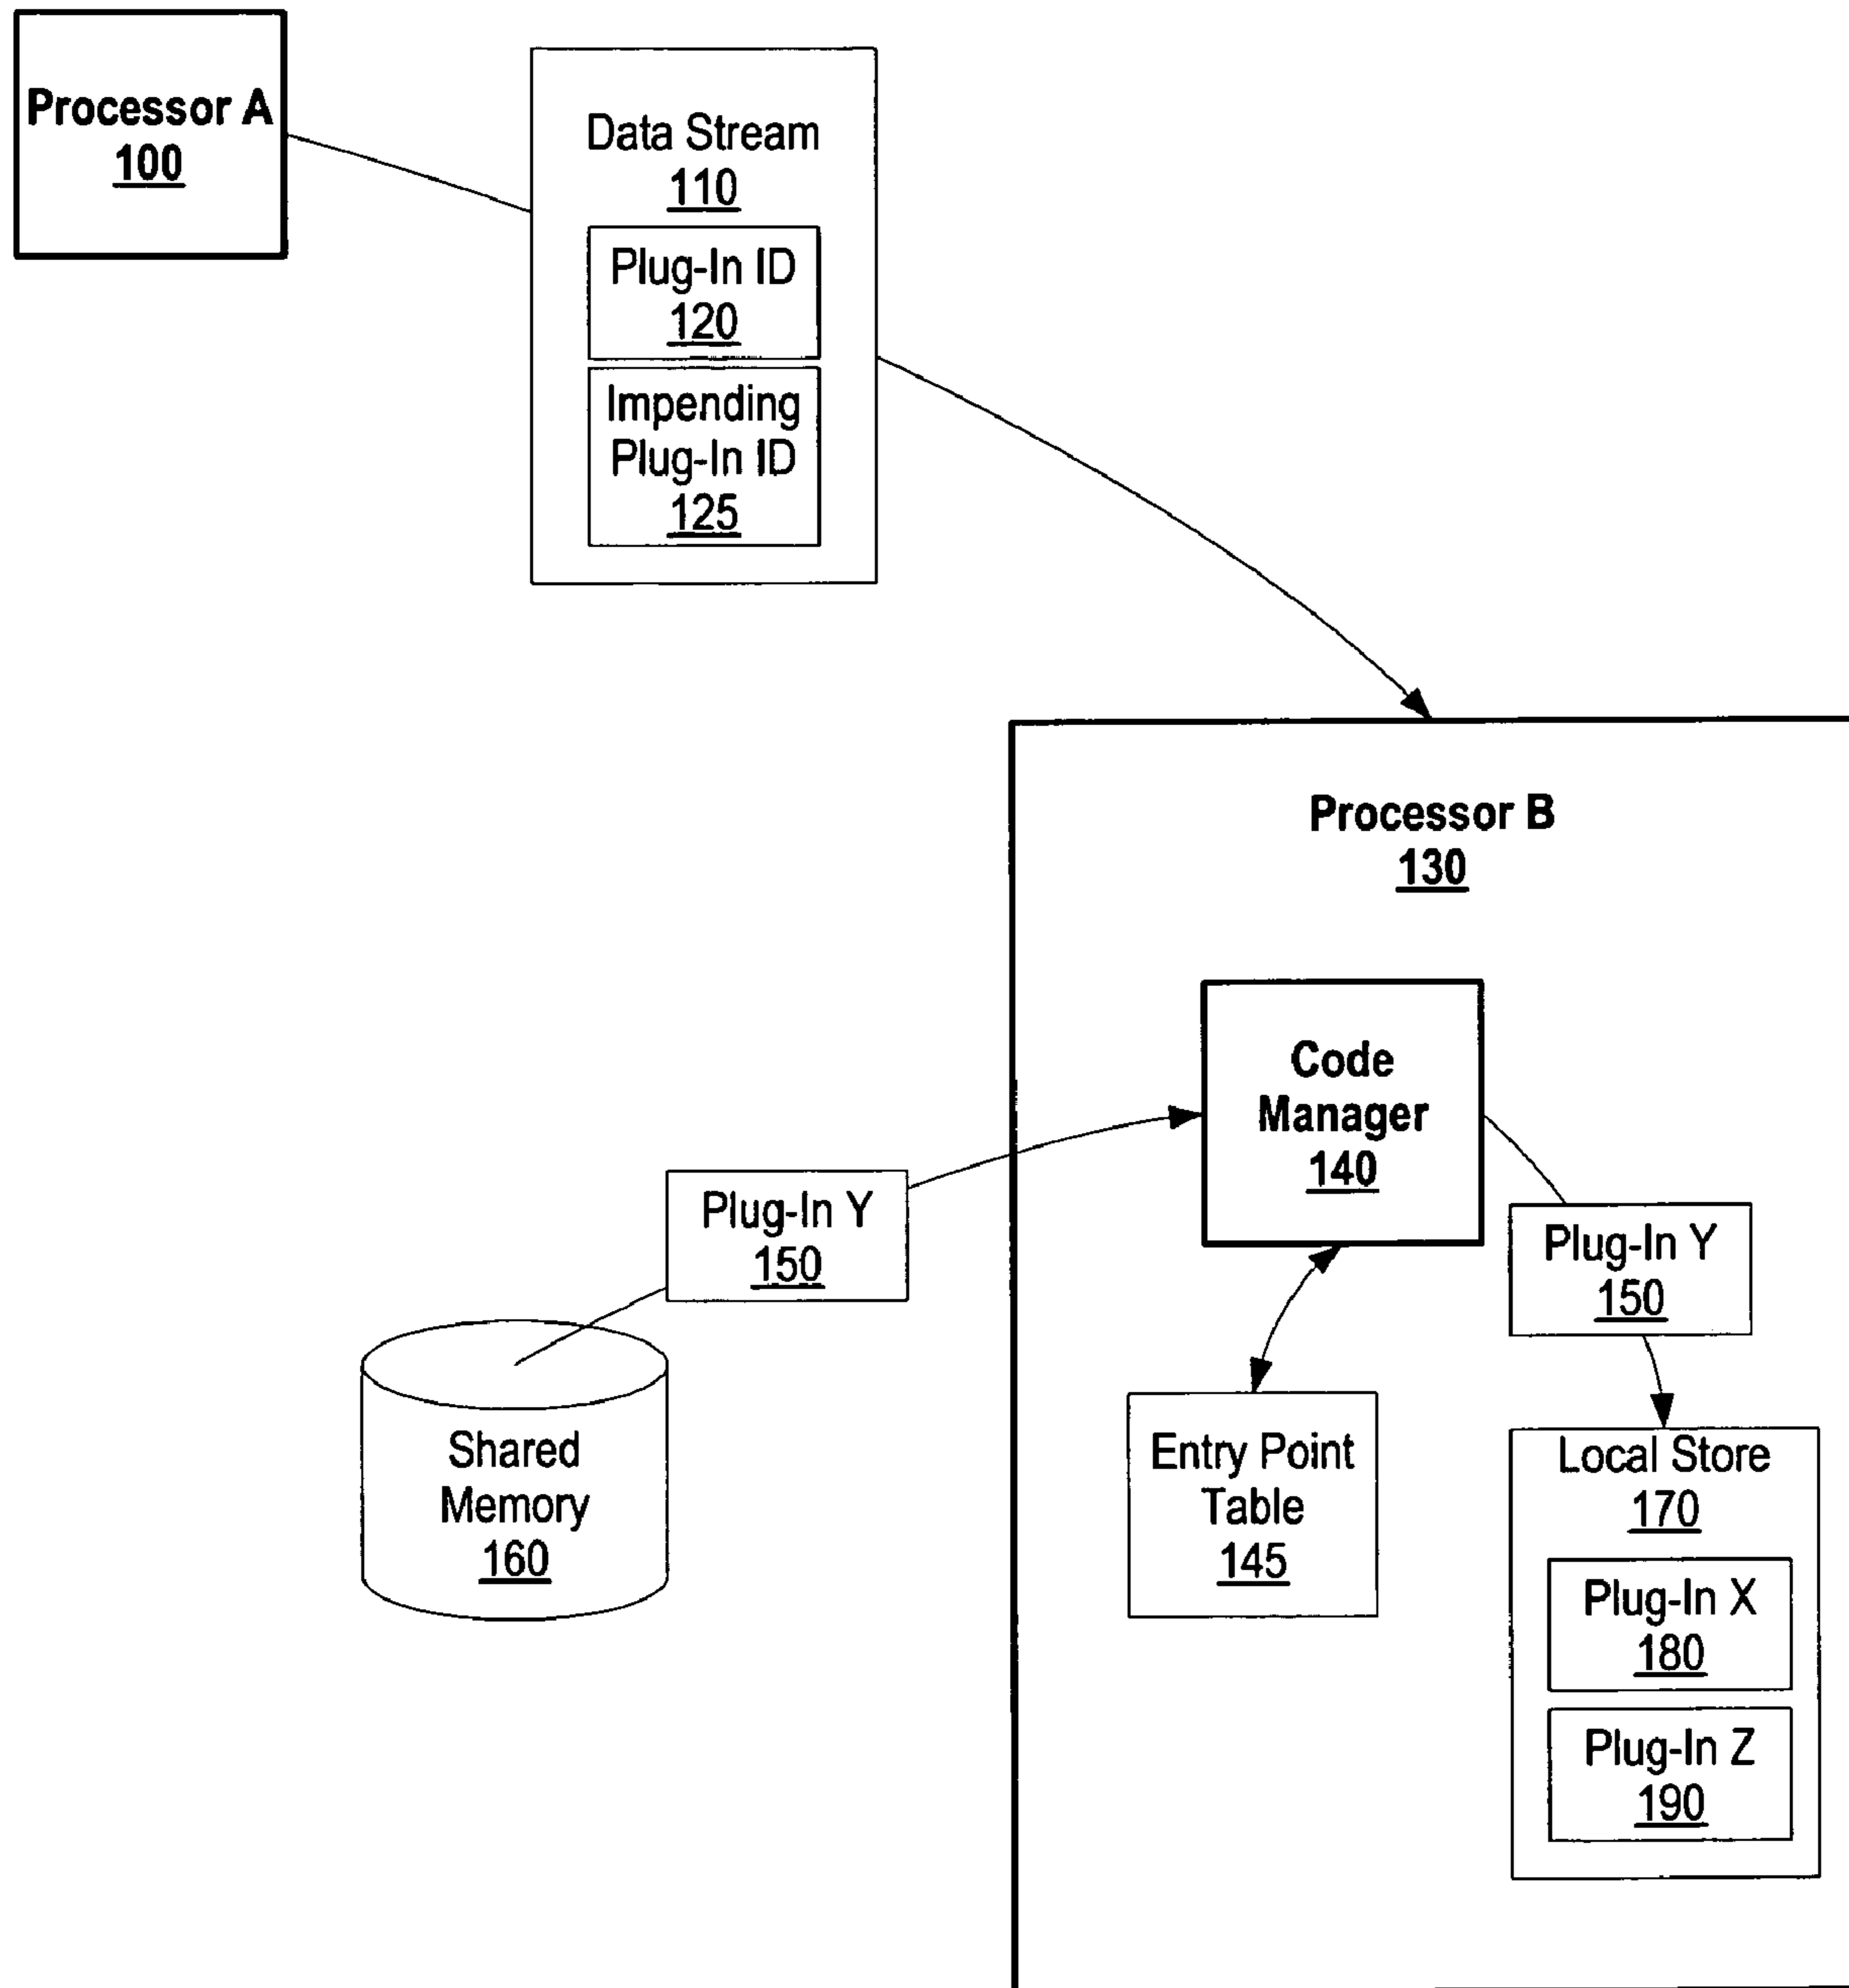 Processor A
100
Data Stream
110
Plug-In ID
120
Impending
Plug-In ID
125
Processor B
130
Code
Manager
140
Plug-In Y
150
Plug-In Y
150
Shared
Memory
160
Entry Point
Table
145
Local Store
170
Plug-In X
180
Plug-In Z
190